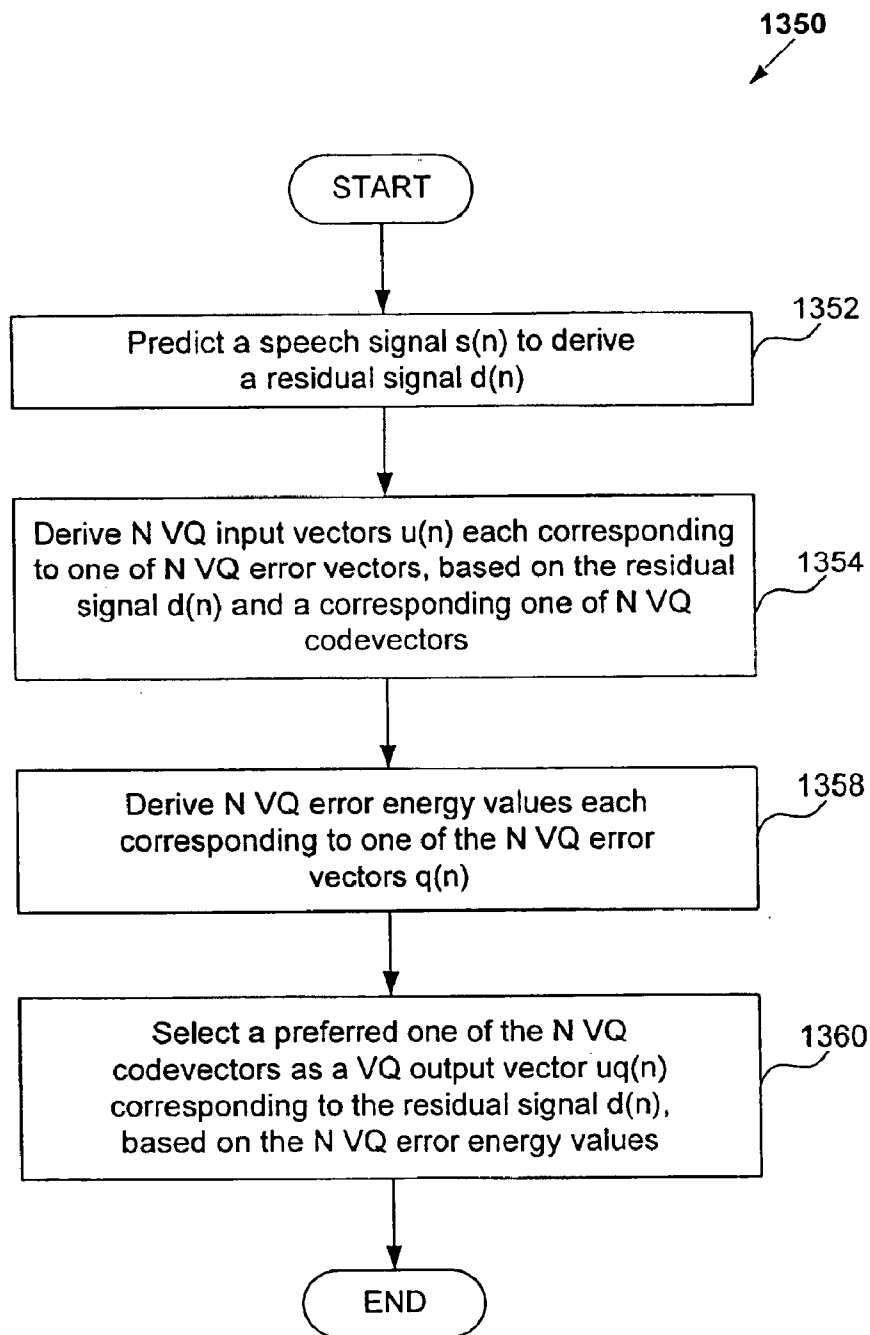 1350
START
1352
Predict a speech signal s(n) to derive
a residual signal d(n)
Derive N VQ input vectors u(n) each corresponding
to one of N VQ error vectors, based on the residual
signal d(n) and a corresponding one of N VQ
codevectors
1354
1358
Derive N VQ error energy values each
corresponding to one of the N VQ error
vectors q(n)
Select a preferred one of the N VQ
codevectors as a VQ output vector uq(n)
corresponding to the residual signal d(n),
based on the N VQ error energy values
1360
END